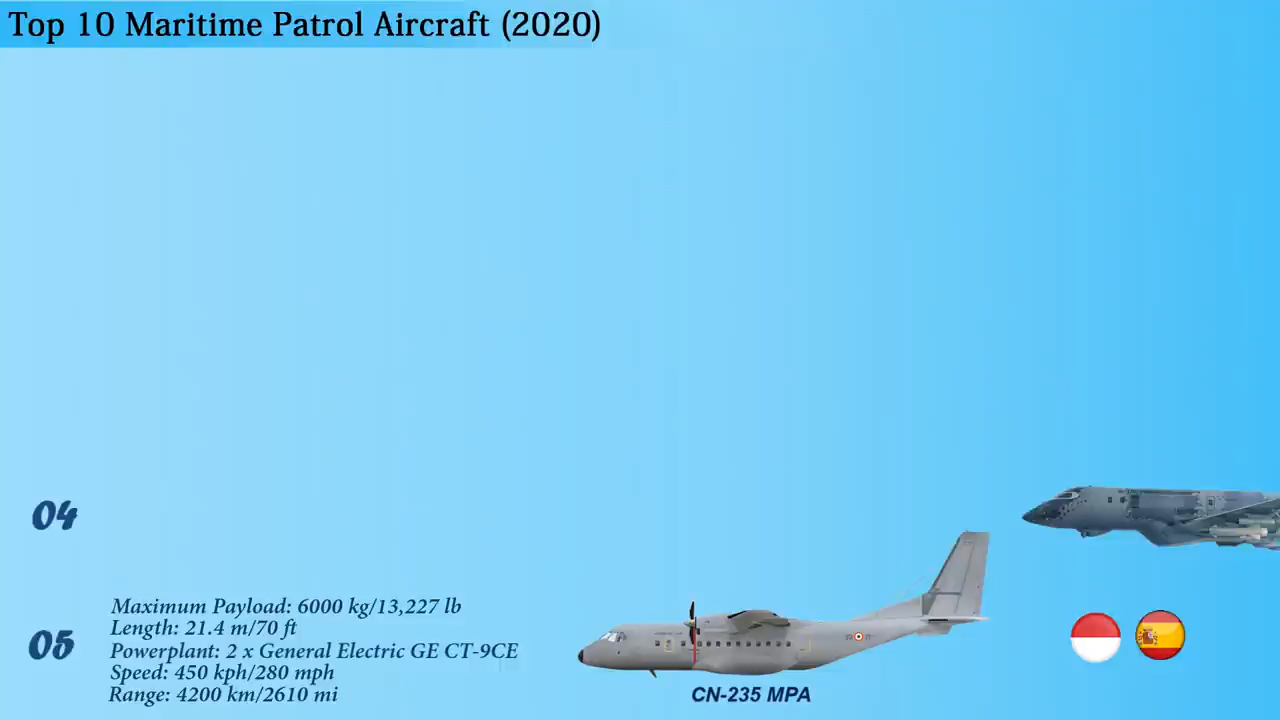 Top 10 Maritime Patrol Aircraft (2020)
04
05
Maximum Payload: 6000 kg/13,227 lb
Length: 21.4 m/70 ft
Powerplant: 2 x General Electric GE CT-9CE
Speed: 450 kph/280 mph
Range: 4200 km/2610 mi
CN-235 MPA